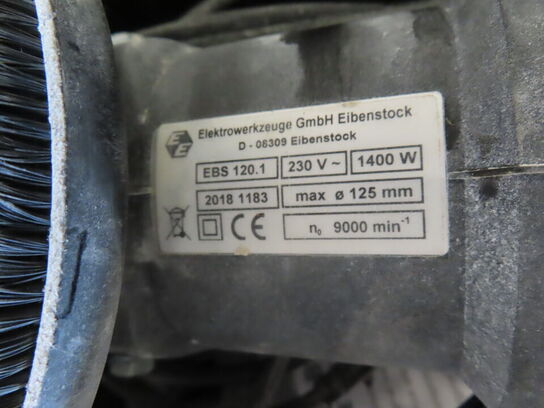 EE Elektrowerkzeuge GmbH Eibenstock
D - 08309 Eibenstock
EBS 120.1 230 V ~ 1400 W
2018 1183 max ø 125 mm
CE n₀ 9000 min⁻¹